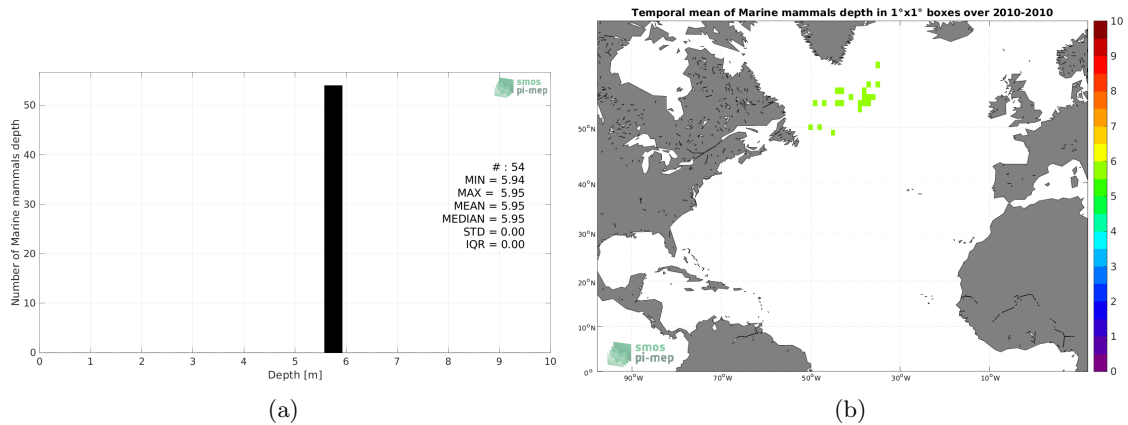 smos
pi-mep
# : 54
MIN = 5.94
MAX = 5.95
MEAN = 5.95
MEDIAN = 5.95
STD = 0.00
IQR = 0.00
Number of Marine mammals depth
50
40
30
20
10
0
0 1 2 3 4 5 6 7 8 9 10
Depth [m]
(a)
Temporal mean of Marine mammals depth in 1°x1° boxes over 2010-2010
50°N
40°N
30°N
20°N
10°N
0°
90°W 70°W 50°W 30°W 10°W
smos
pi-mep
10
9
8
7
6
5
4
3
2
1
0
(b)